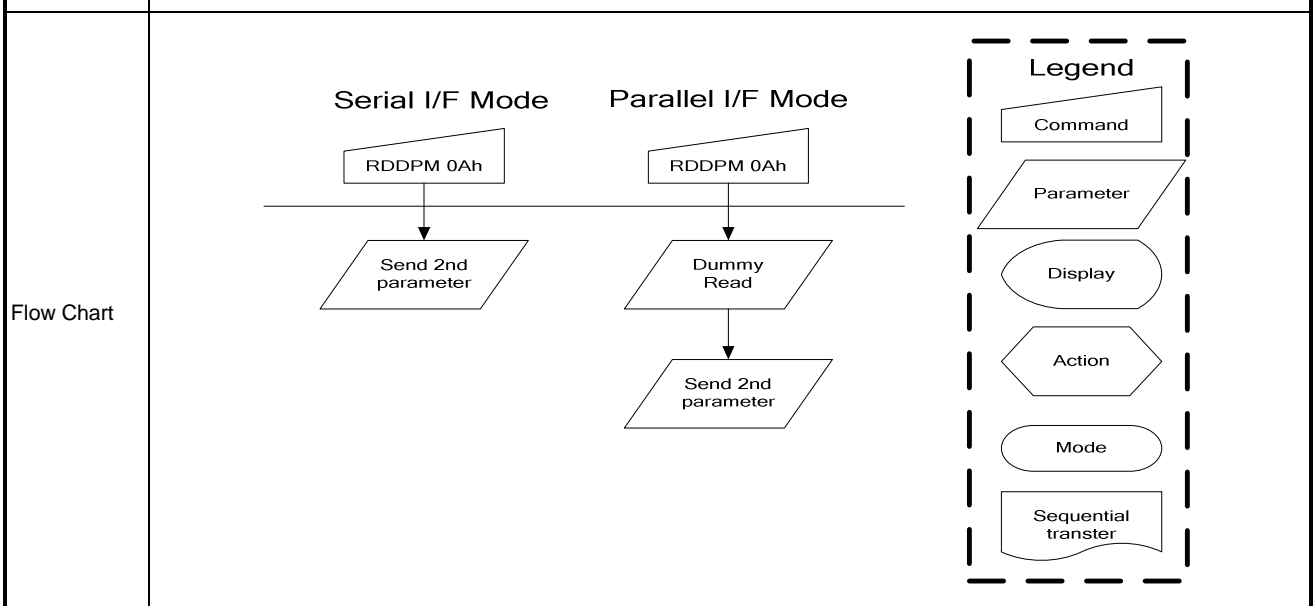 Flow Chart
Serial I/F Mode
RDDPM 0Ah
Send 2nd
parameter
Parallel I/F Mode
RDDPM 0Ah
Dummy
Read
Send 2nd
parameter
Legend
Command
Parameter
Display
Action
Mode
Sequential
transter